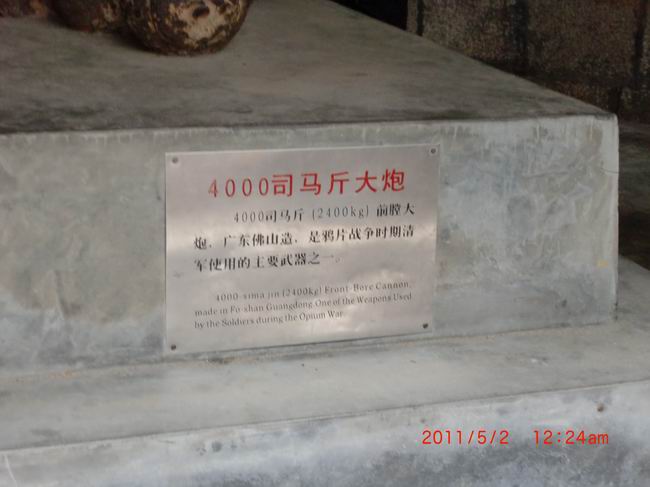 4000司马斤大炮
4000司马斤 (2400kg) 前膛大
炮．广东佛山造．是鸦片战争时期清
军使用的主要武器之一。
4000-sima jin (2400kg) Front-Bore Cannon,
made in Fo-shan Guangdong.One of the Weapons Used
by the Soldiers during the Opium War.
2011/5/2 12:24am